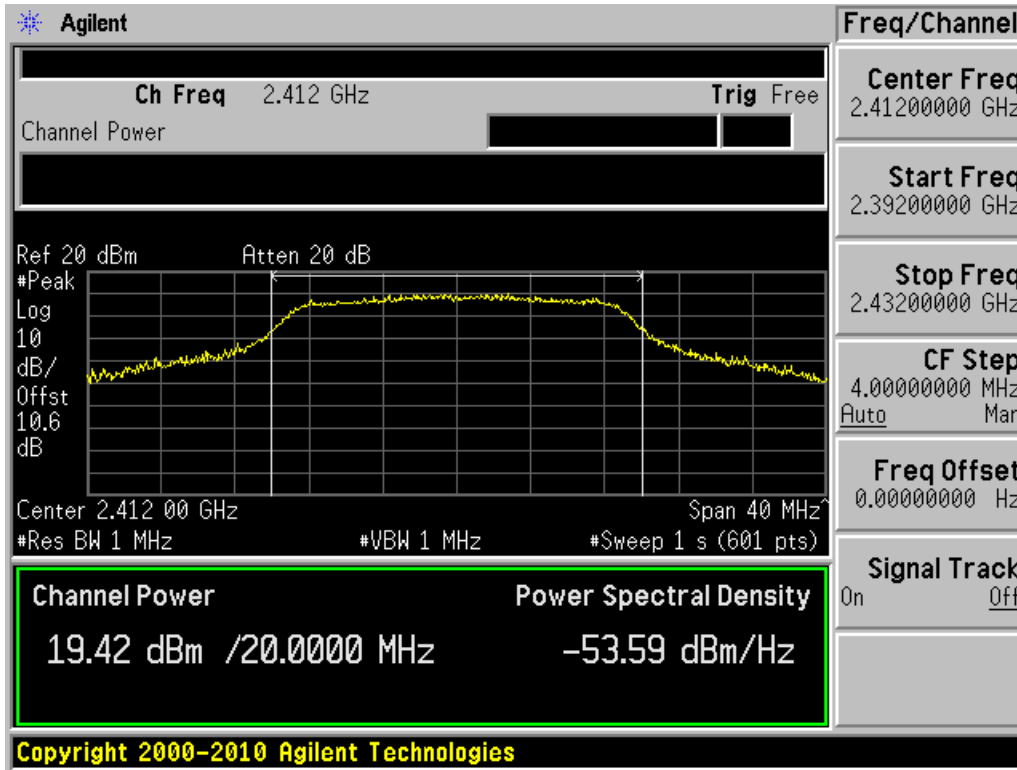 Agilent
Freq/Channel
Ch Freq 2.412 GHz Trig Free
Channel Power
Center Freq
2.41200000 GHz
Start Freq
2.39200000 GHz
Stop Freq
2.43200000 GHz
CF Step
4.00000000 MHz
Auto Man
Freq Offset
0.00000000 Hz
Signal Track
On Off
Ref 20 dBm Atten 20 dB
#Peak
Log
10
dB/
Offst
10.6
dB
Center 2.412 00 GHz Span 40 MHz^
#Res BW 1 MHz #VBW 1 MHz #Sweep 1 s (601 pts)
Channel Power Power Spectral Density
19.42 dBm /20.0000 MHz -53.59 dBm/Hz
Copyright 2000-2010 Agilent Technologies